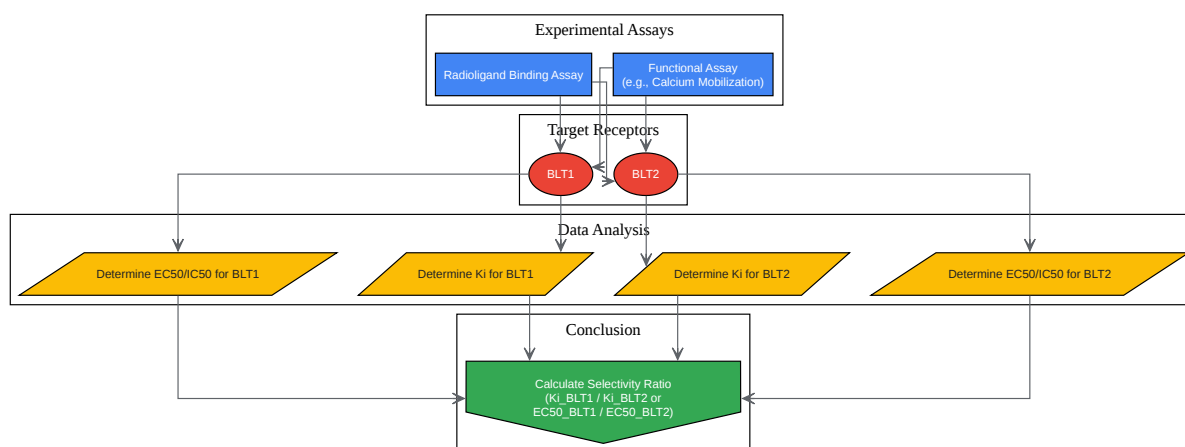 Experimental Assays
Radioligand Binding Assay
Functional Assay
(e.g., Calcium Mobilization)
Target Receptors
BLT1
BLT2
Data Analysis
Determine EC50/IC50 for BLT1
Determine Ki for BLT1
Determine Ki for BLT2
Determine EC50/IC50 for BLT2
Conclusion
Calculate Selectivity Ratio
(Ki_BLT1 / Ki_BLT2 or
EC50_BLT1 / EC50_BLT2)